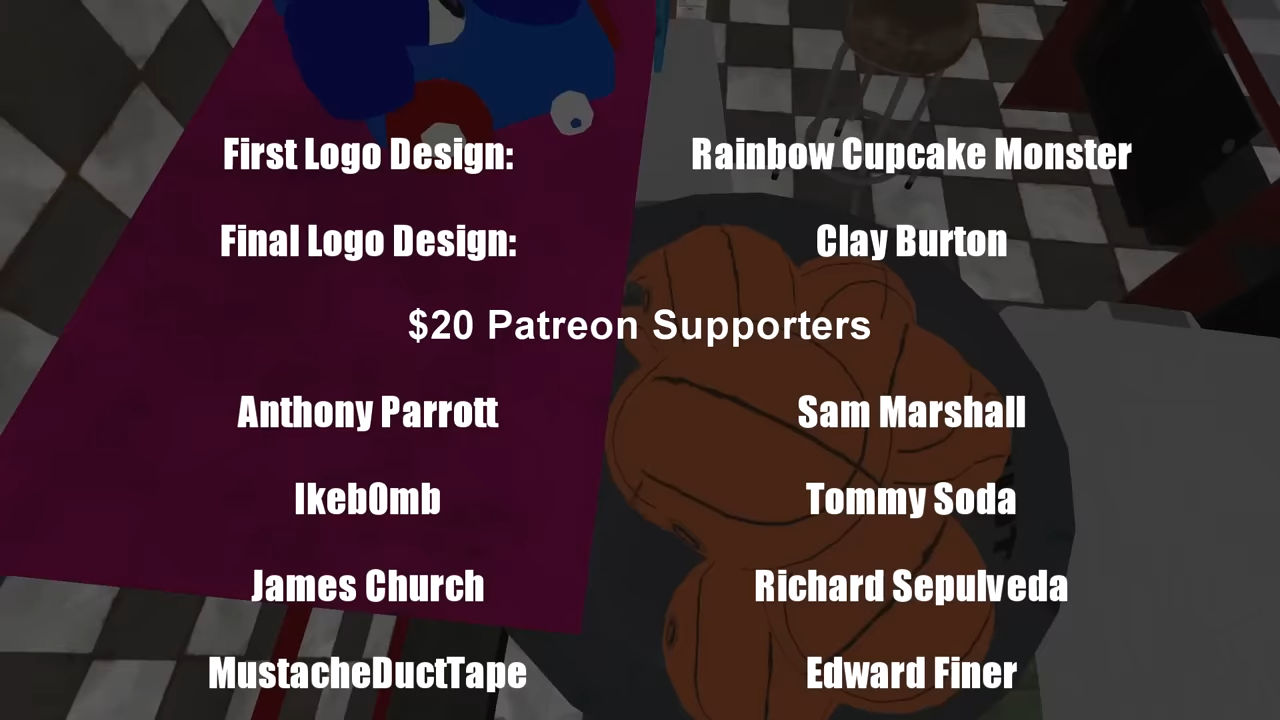 First Logo Design: Rainbow Cupcake Monster
Final Logo Design: Clay Burton
$20 Patreon Supporters
Anthony Parrott Sam Marshall
Ikeb0mb Tommy Soda
James Church Richard Sepulveda
MustacheDuctTape Edward Finer